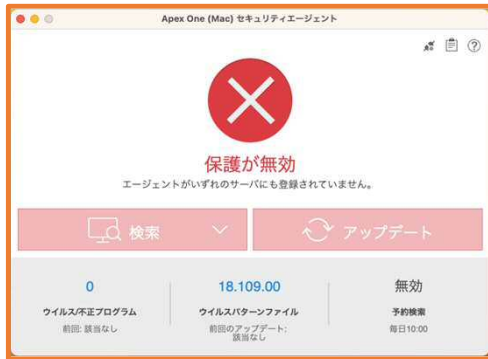 Apex One (Mac) セキュリティエージェント
保護が無効
エージェントがいずれのサーバにも登録されていません。
検索
アップデート
0
18.109.00
無効
ウイルス/不正プログラム
ウイルスパターンファイル
予約検索
前回: 該当なし
前回のアップデート:
該当なし
毎日10:00